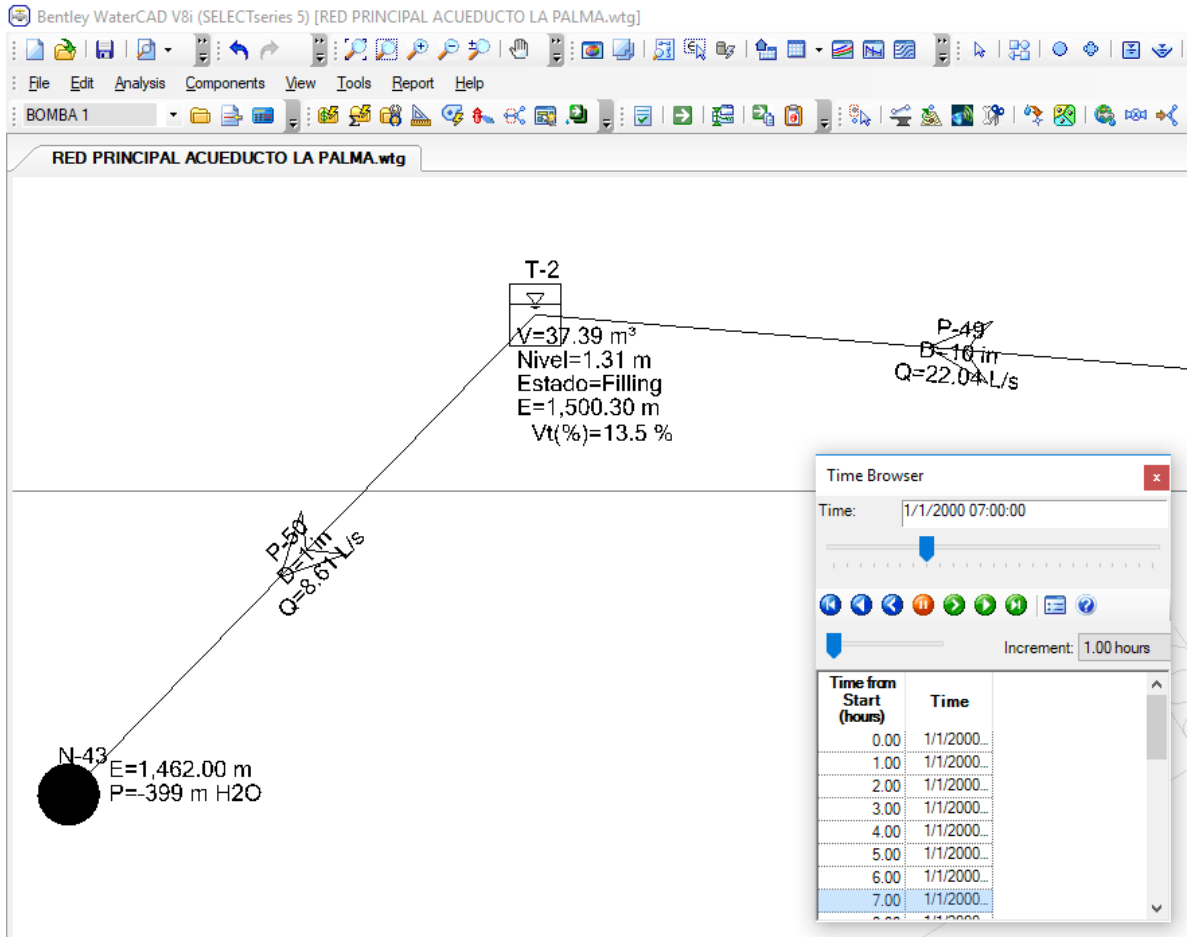 Bentley WaterCAD V8i (SELECTseries 5) [RED PRINCIPAL ACUEDUCTO LA PALMA.wtg]
File Edit Analysis Components View Tools Report Help
BOMBA 1
RED PRINCIPAL ACUEDUCTO LA PALMA.wtg
T-2
V=37.39 m³
Nivel=1.31 m
Estado=Filling
E=1,500.30 m
Vt(%)=13.5 %
P-49
D=10 in
Q=22.04 L/s
P-50
D=1 in
Q=8.61 L/s
N-43
E=1,462.00 m
P=-399 m H2O
Time Browser
x
Time: 1/1/2000 07:00:00
Increment: 1.00 hours
Time from Start (hours) Time
0.00 1/1/2000...
1.00 1/1/2000...
2.00 1/1/2000...
3.00 1/1/2000...
4.00 1/1/2000...
5.00 1/1/2000...
6.00 1/1/2000...
7.00 1/1/2000...